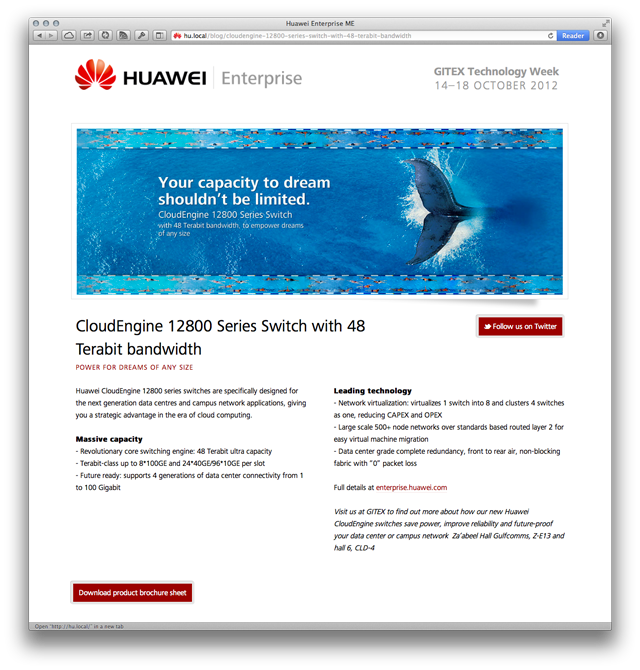 Huawei Enterprise ME
hu.local/blog/cloudengine-12800-series-switch-with-48-terabit-bandwidth
Reader
HUAWEI
Enterprise
GITEX Technology Week
14–18 OCTOBER 2012
Your capacity to dream
shouldn't be limited.
CloudEngine 12800 Series Switch
with 48 Terabit bandwidth, to empower dreams
of any size
CloudEngine 12800 Series Switch with 48
Terabit bandwidth
POWER FOR DREAMS OF ANY SIZE
Follow us on Twitter
Huawei CloudEngine 12800 series switches are specifically designed for
the next generation data centres and campus network applications, giving
you a strategic advantage in the era of cloud computing.
Massive capacity
- Revolutionary core switching engine: 48 Terabit ultra capacity
- Terabit-class up to 8*100GE and 24*40GE/96*10GE per slot
- Future ready: supports 4 generations of data center connectivity from 1
to 100 Gigabit
Leading technology
- Network virtualization: virtualizes 1 switch into 8 and clusters 4 switches
as one, reducing CAPEX and OPEX
- Large scale 500+ node networks over standards based routed layer 2 for
easy virtual machine migration
- Data center grade complete redundancy, front to rear air, non-blocking
fabric with "0" packet loss
Full details at enterprise.huawei.com
Visit us at GITEX to find out more about how our new Huawei
CloudEngine switches save power, improve reliability and future-proof
your data center or campus network Za'abeel Hall Gulfcomms, Z-E13 and
hall 6, CLD-4
Download product brochure sheet
Open "http://hu.local/" in a new tab